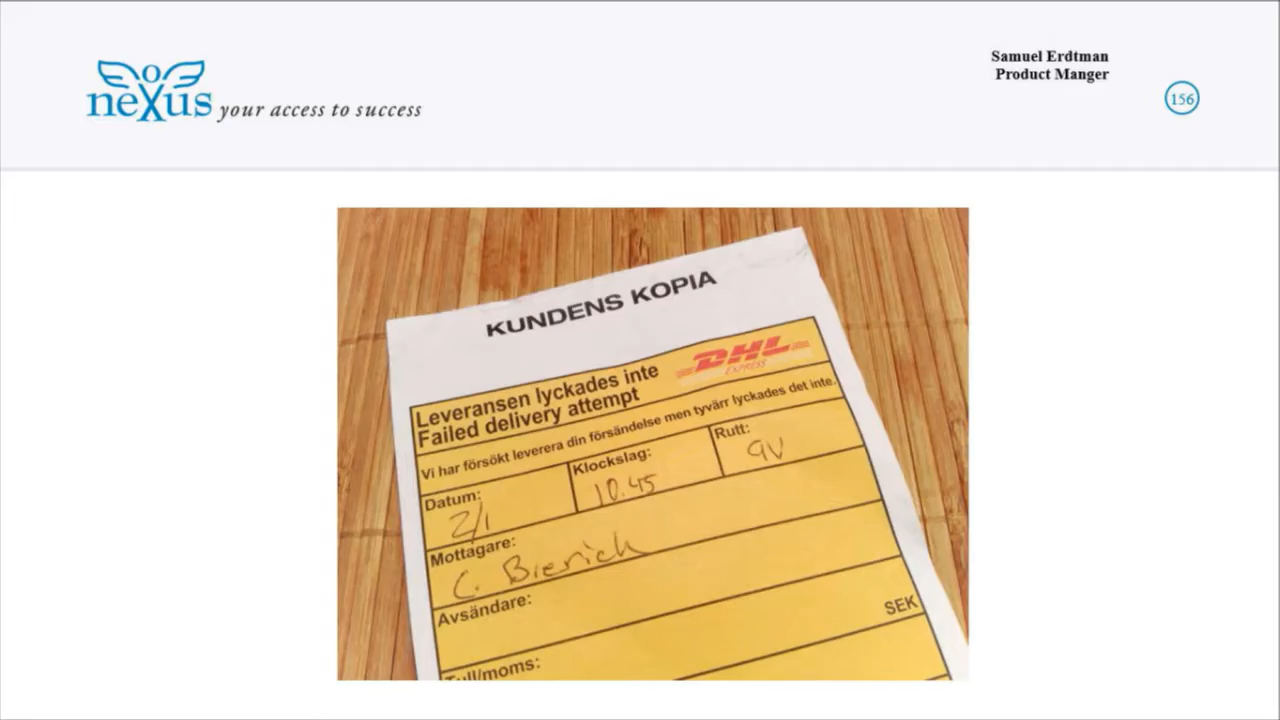 nexus your access to success
Samuel Erdtman
Product Manger
156
KUNDENS KOPIA
Leveransen lyckades inte
Failed delivery attempt
DHL
EXPRESS
Vi har försökt leverera din försändelse men tyvärr lyckades det inte.
Datum:
2/1
Klockslag:
10.45
Rutt:
9V
Mottagare:
C. Bierich
Avsändare:
SEK
Tull/moms: